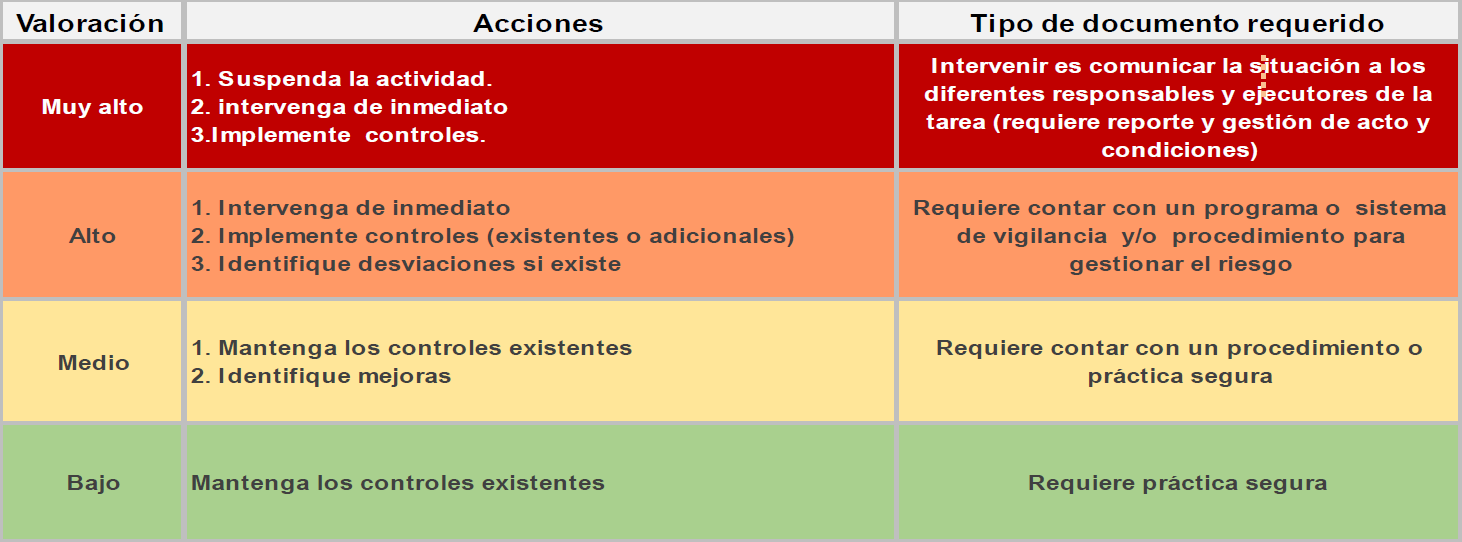 Valoración
Acciones
Tipo de documento requerido
Muy alto
1. Suspenda la actividad.
2. intervenga de inmediato
3.Implemente controles.
Intervenir es comunicar la situación a los
diferentes responsables y ejecutores de la
tarea (requiere reporte y gestión de acto y
condiciones)
Alto
1. Intervenga de inmediato
2. Implemente controles (existentes o adicionales)
3. Identifique desviaciones si existe
Requiere contar con un programa o sistema
de vigilancia y/o procedimiento para
gestionar el riesgo
Medio
1. Mantenga los controles existentes
2. Identifique mejoras
Requiere contar con un procedimiento o
práctica segura
Bajo
Mantenga los controles existentes
Requiere práctica segura